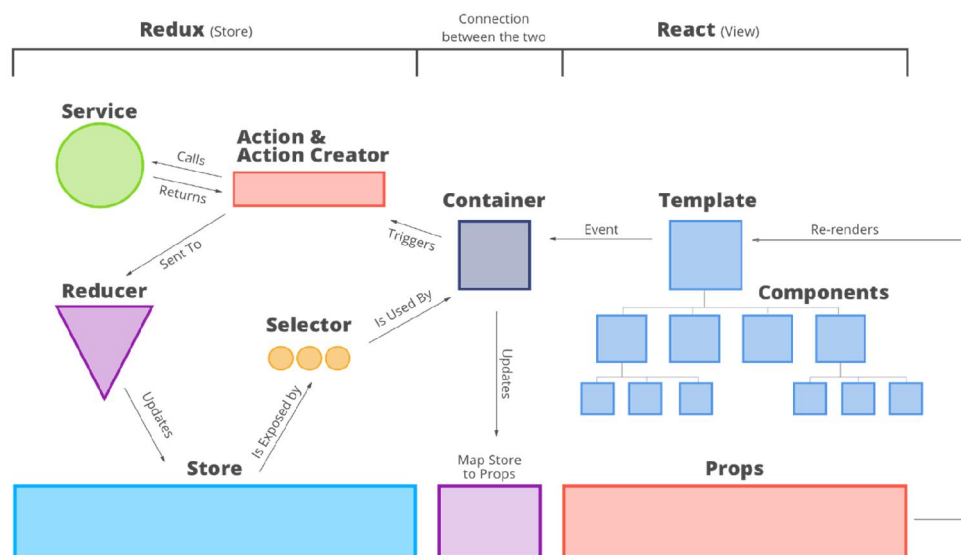 Redux (Store)
Connection
between the two
React (View)
Service
Action &
Action Creator
Calls
Returns
Container
Template
Triggers
Event
Re-renders
Sent To
Reducer
Selector
Is Used By
Components
Updates
Is Exposed by
Updates
Store
Map Store
to Props
Props